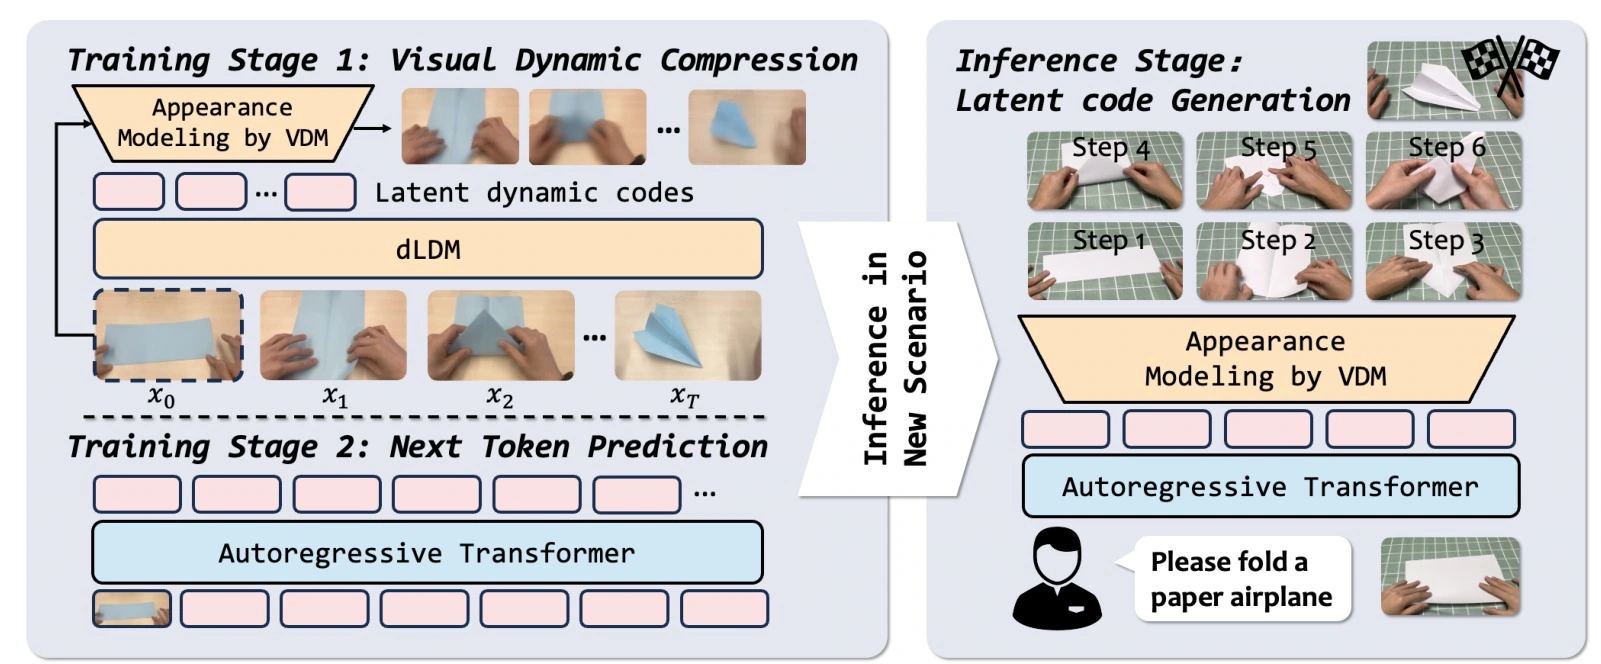 Training Stage 1: Visual Dynamic Compression
Appearance
Modeling by VDM
...
...
Latent dynamic codes
dLDM
...
x0
x1
x2
xT
Training Stage 2: Next Token Prediction
...
Autoregressive Transformer
Inference in
New Scenario
Inference Stage:
Latent code Generation
Step 4
Step 5
Step 6
Step 1
Step 2
Step 3
Appearance
Modeling by VDM
Autoregressive Transformer
Please fold a
paper airplane